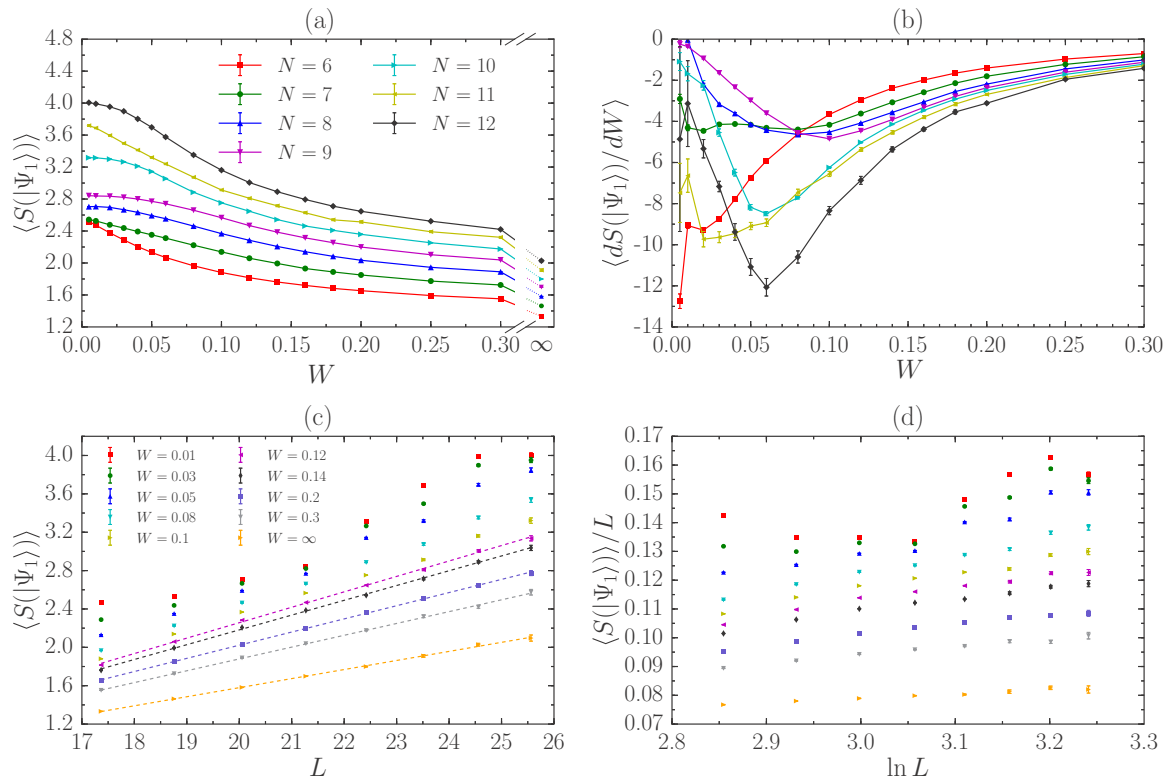 (a)
4.8
4.4
4.0
3.6
3.2
2.8
2.4
2.0
1.6
1.2
⟨S(|Ψ₁⟩)⟩
N = 6
N = 7
N = 8
N = 9
N = 10
N = 11
N = 12
0.00 0.05 0.10 0.15 0.20 0.25 0.30 ∞
W
(b)
0
-2
-4
-6
-8
-10
-12
-14
⟨dS(|Ψ₁⟩)/dW⟩
0.00 0.05 0.10 0.15 0.20 0.25 0.30
W
(c)
4.0
3.6
3.2
2.8
2.4
2.0
1.6
1.2
⟨S(|Ψ₁⟩)⟩
W = 0.01
W = 0.03
W = 0.05
W = 0.08
W = 0.1
W = 0.12
W = 0.14
W = 0.2
W = 0.3
W = ∞
17 18 19 20 21 22 23 24 25 26
L
(d)
0.17
0.16
0.15
0.14
0.13
0.12
0.11
0.10
0.09
0.08
0.07
⟨S(|Ψ₁⟩)⟩/L
2.8 2.9 3.0 3.1 3.2 3.3
ln L